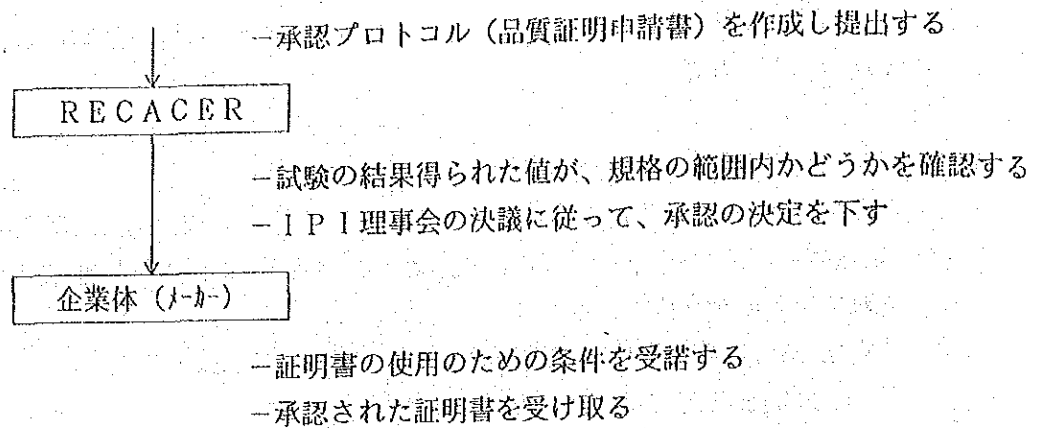 －承認プロトコル（品質証明申請書）を作成し提出する
ＲＥＣＡＣＥＲ
－試験の結果得られた値が、規格の範囲内かどうかを確認する
－ＩＰＩ理事会の決議に従って、承認の決定を下す
企業体（ﾒｰｶｰ）
－証明書の使用のための条件を受諾する
－承認された証明書を受け取る